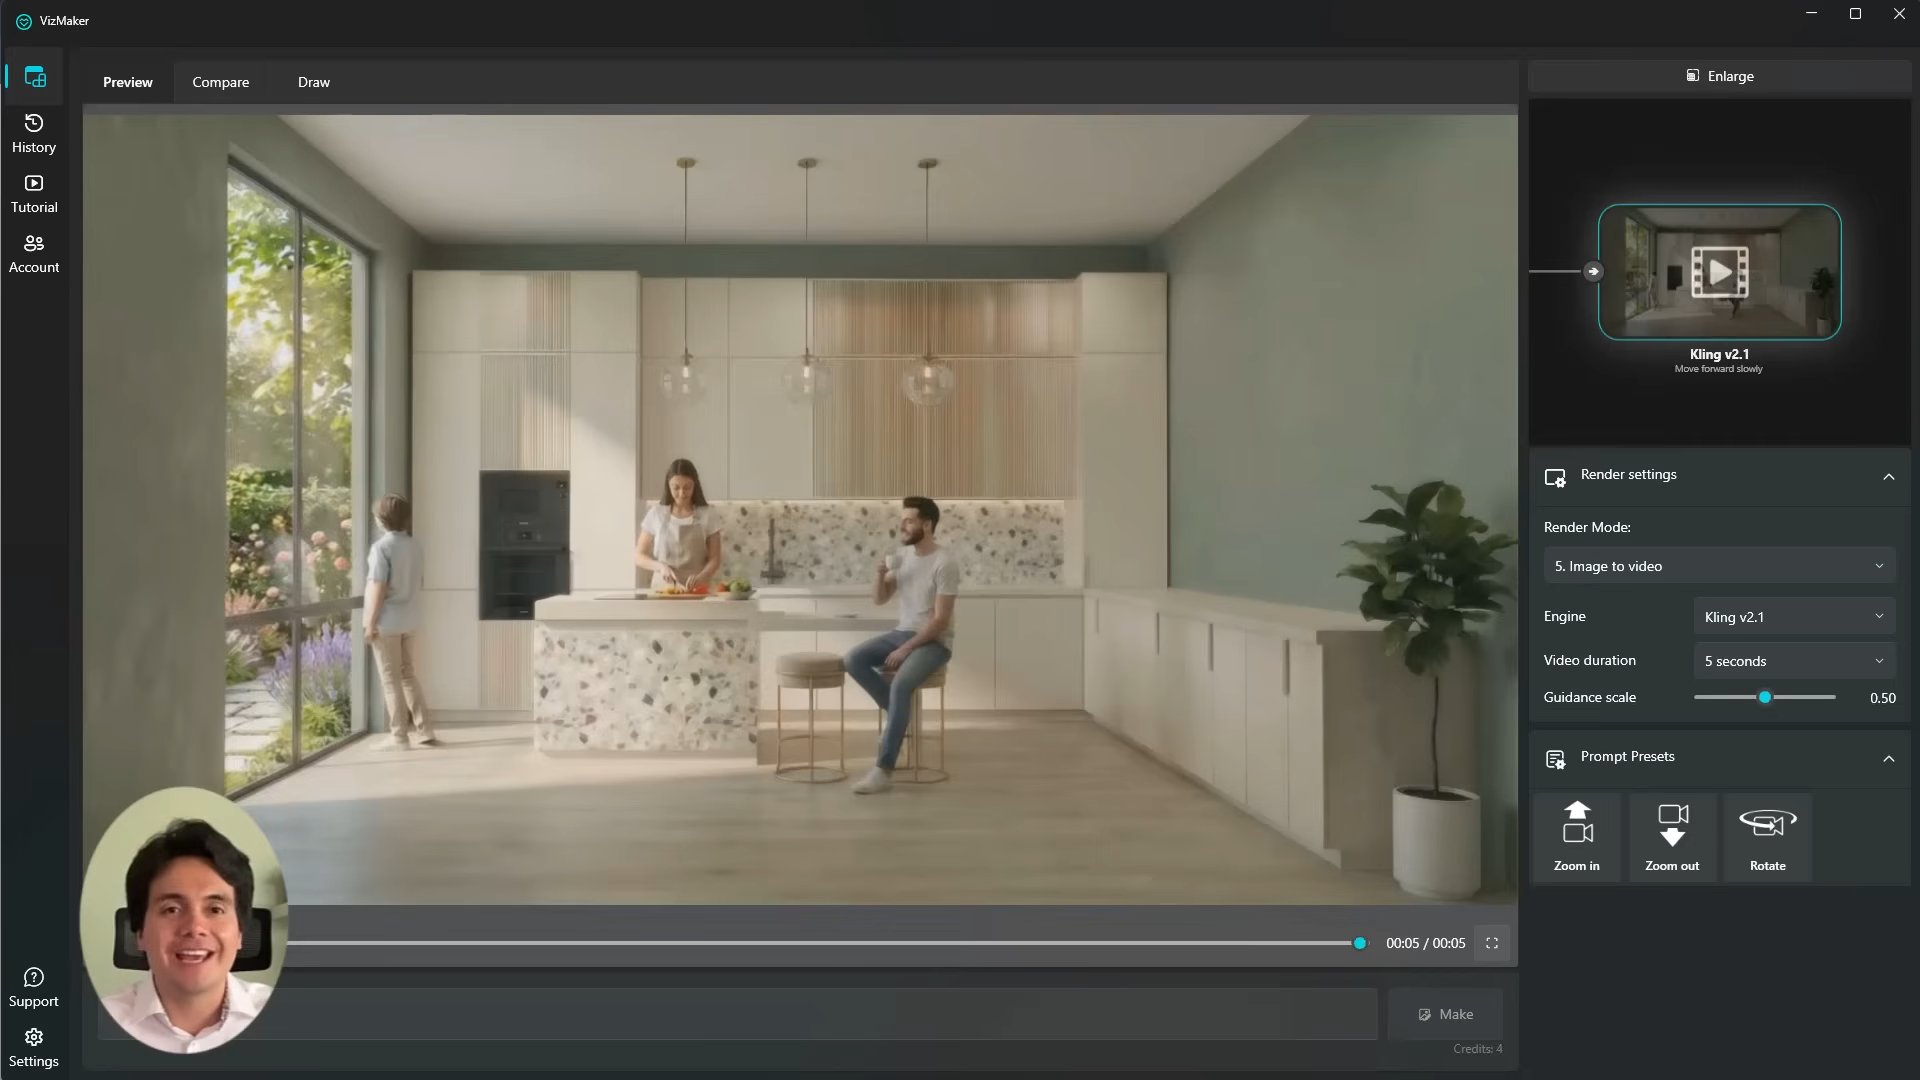 VizMaker
Preview
Compare
Draw
Enlarge
History
Tutorial
Account
Kling v2.1
Move forward slowly
Render settings
Render Mode:
5. Image to video
Engine
Kling v2.1
Video duration
5 seconds
Guidance scale
0.50
Prompt Presets
Zoom in
Zoom out
Rotate
00:05 / 00:05
Make
Credits: 4
Support
Settings